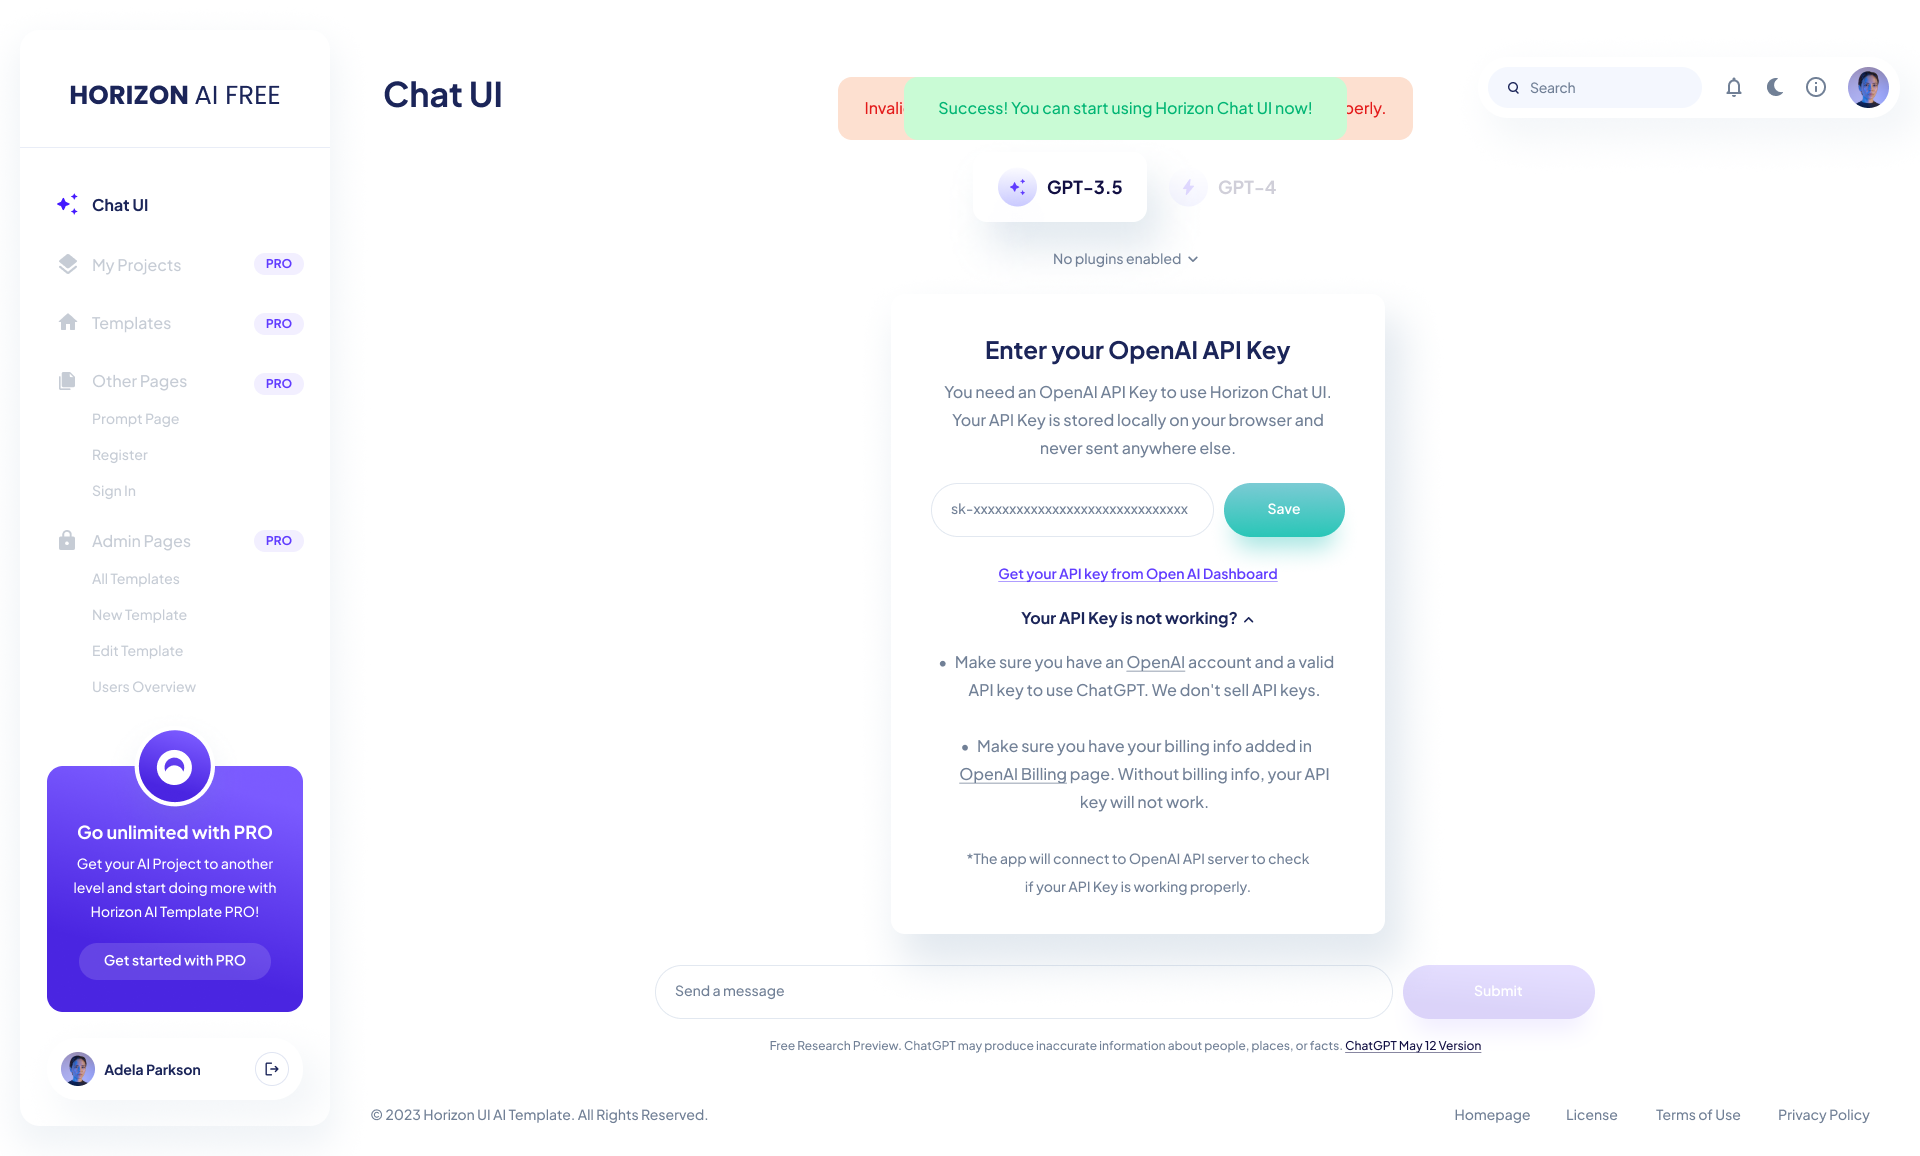 HORIZON AI FREE
Chat UI
My Projects PRO
Templates PRO
Other Pages PRO
Prompt Page
Register
Sign In
Admin Pages PRO
All Templates
New Template
Edit Template
Users Overview
Go unlimited with PRO
Get your AI Project to another
level and start doing more with
Horizon AI Template PRO!
Get started with PRO
Adela Parkson
Chat UI
Success! You can start using Horizon Chat UI now!
Search
GPT-3.5
GPT-4
No plugins enabled
Enter your OpenAI API Key
You need an OpenAI API Key to use Horizon Chat UI.
Your API Key is stored locally on your browser and
never sent anywhere else.
sk-xxxxxxxxxxxxxxxxxxxxxxxxxxxxxx
Save
Get your API key from Open AI Dashboard
Your API Key is not working?
• Make sure you have an OpenAI account and a valid
API key to use ChatGPT. We don't sell API keys.
• Make sure you have your billing info added in
OpenAI Billing page. Without billing info, your API
key will not work.
*The app will connect to OpenAI API server to check
if your API Key is working properly.
Send a message
Submit
Free Research Preview. ChatGPT may produce inaccurate information about people, places, or facts. ChatGPT May 12 Version
© 2023 Horizon UI AI Template. All Rights Reserved.
Homepage License Terms of Use Privacy Policy